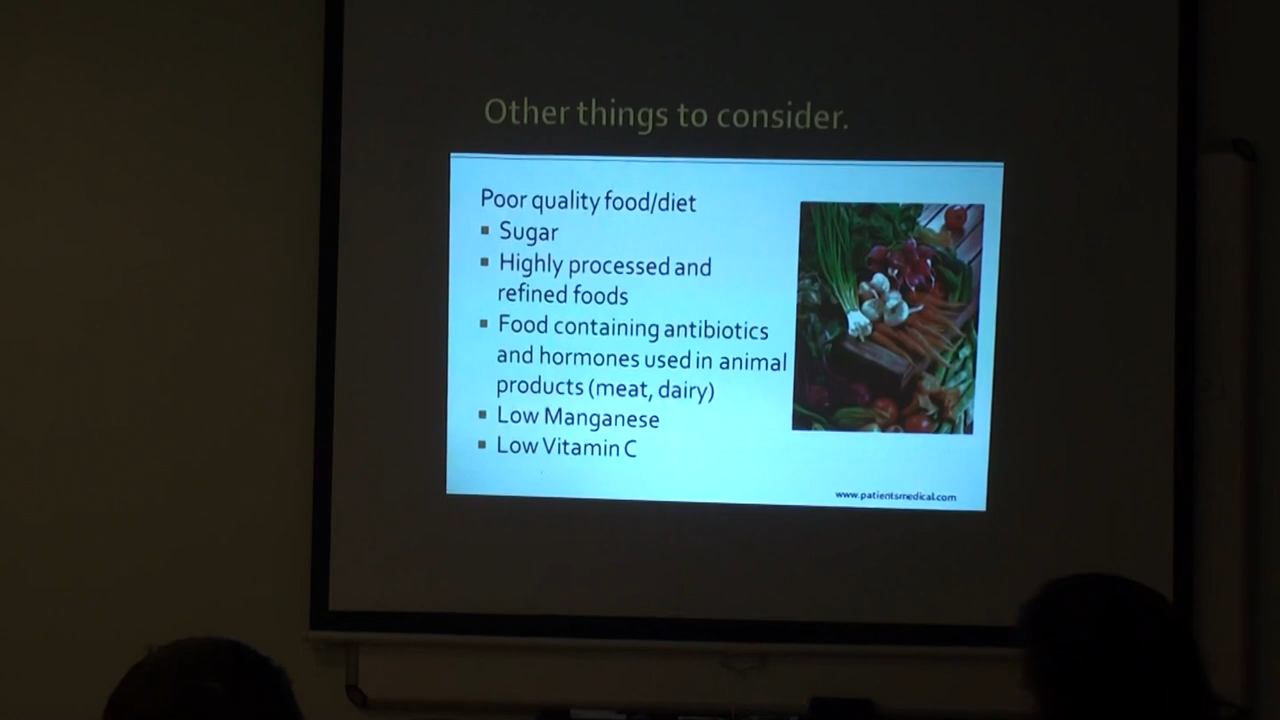 Other things to consider.
Poor quality food/diet
▪ Sugar
▪ Highly processed and
refined foods
▪ Food containing antibiotics
and hormones used in animal
products (meat, dairy)
▪ Low Manganese
▪ Low Vitamin C
www.patientsmedical.com